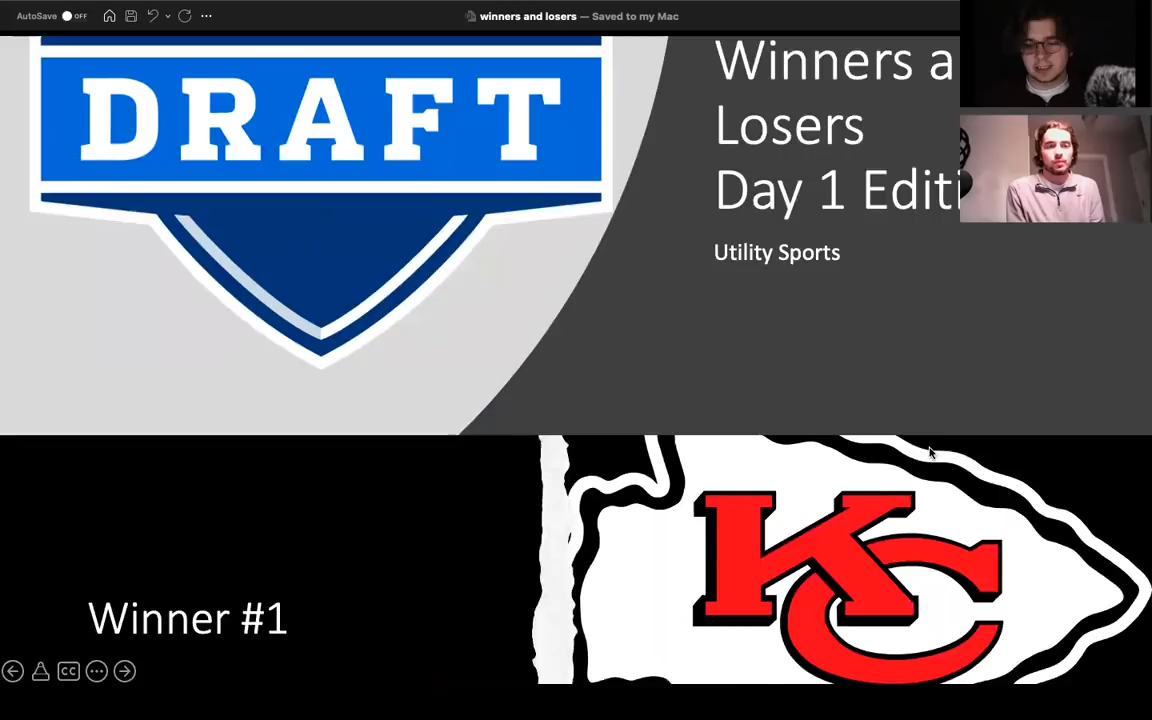 AutoSave OFF
winners and losers — Saved to my Mac
DRAFT
Winners a
Losers
Day 1 Editi
Utility Sports
KC
Winner #1
CC